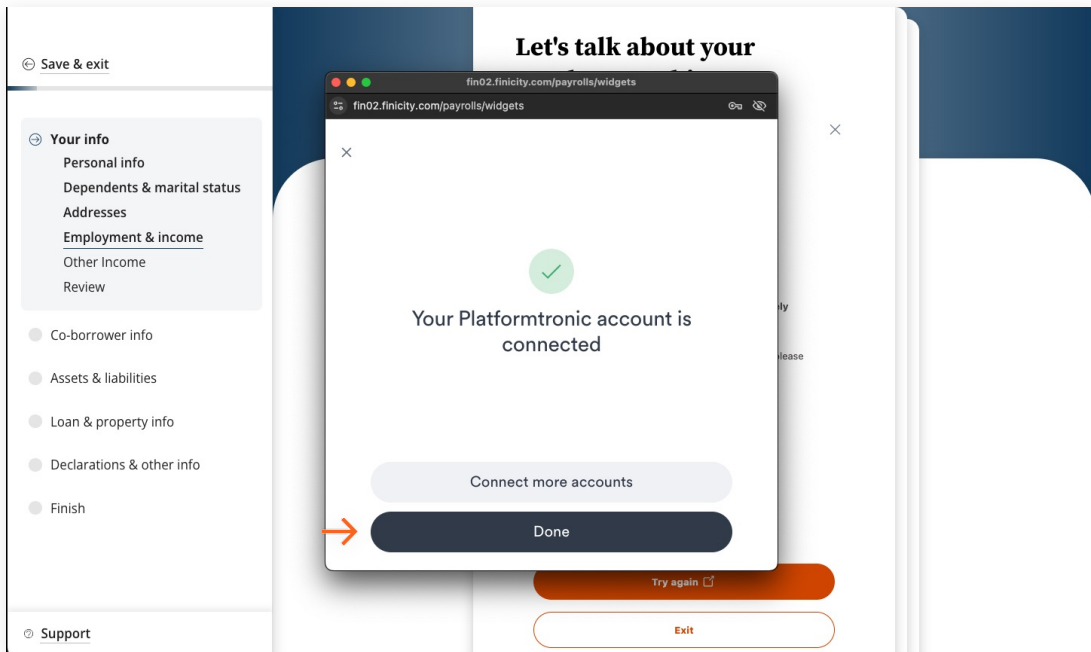 Save & exit
Your info
Personal info
Dependents & marital status
Addresses
Employment & income
Other Income
Review
Co-borrower info
Assets & liabilities
Loan & property info
Declarations & other info
Finish
Support
Let's talk about your
fin02.finicity.com/payrolls/widgets
fin02.finicity.com/payrolls/widgets
Your Platformtronic account is
connected
Connect more accounts
Done
please
Try again
Exit